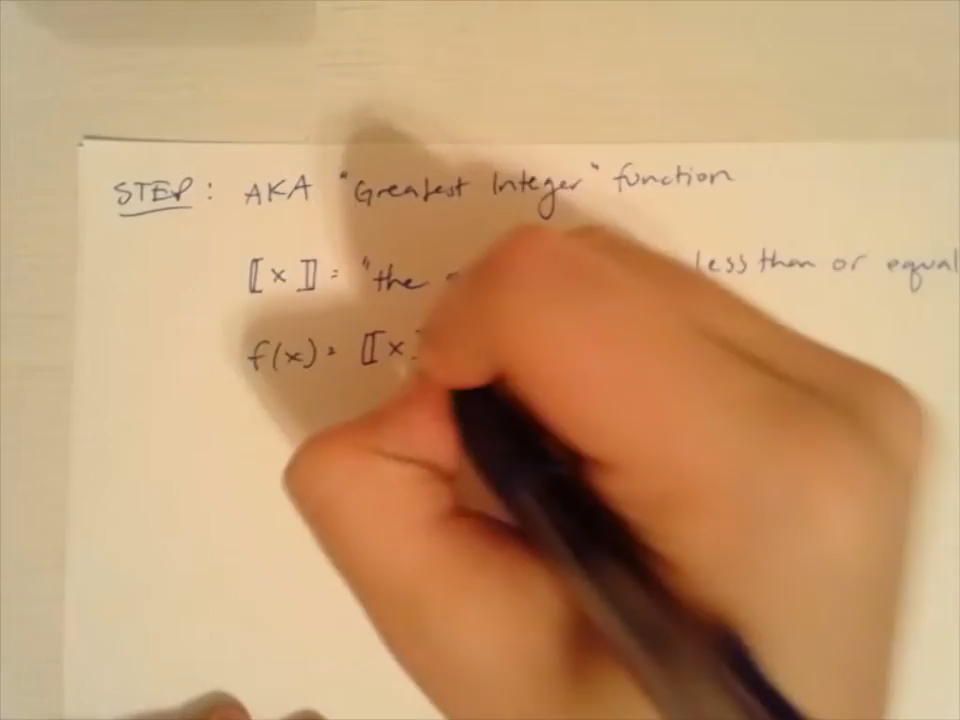 STEP: AKA "Greatest Integer" function
⟦x⟧ = "the less than or equal
f(x) = ⟦x